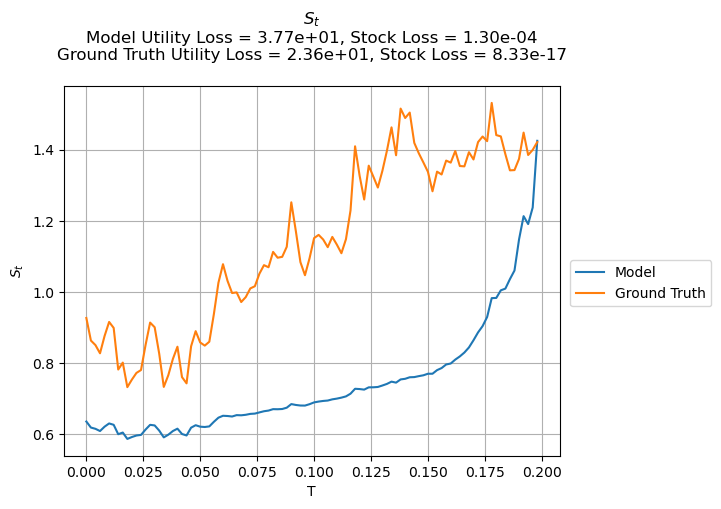 S_t
Model Utility Loss = 3.77e+01, Stock Loss = 1.30e-04
Ground Truth Utility Loss = 2.36e+01, Stock Loss = 8.33e-17
S_t
1.4
1.2
1.0
0.8
0.6
0.000 0.025 0.050 0.075 0.100 0.125 0.150 0.175 0.200
T
Model
Ground Truth